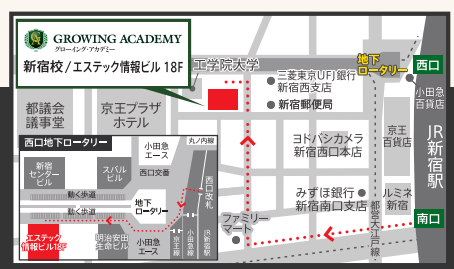 GROWING ACADEMY
グローイング・アカデミー
新宿校/エステック情報ビル 18F
工学院大学
地下
ロータリー
西口
三菱東京UFJ銀行
新宿西支店
小田急
百貨店
新宿郵便局
都議会
議事堂
京王プラザ
ホテル
京王
百貨店
JR新宿駅
ヨドバシカメラ
新宿西口本店
みずほ銀行
新宿南口支店
ルミネ
新宿
都営大江戸線
南口
ファミリー
マート
西口地下ロータリー
小田急
エース
丸ノ内線
新宿
センター
ビル
スバル
ビル
西口交番
動く歩道
地下
ロータリー
西口改札
動く歩道
エステック
情報ビル18F
明治安田
生命ビル
小田急
エース
京王線
小田急線
JR新宿駅